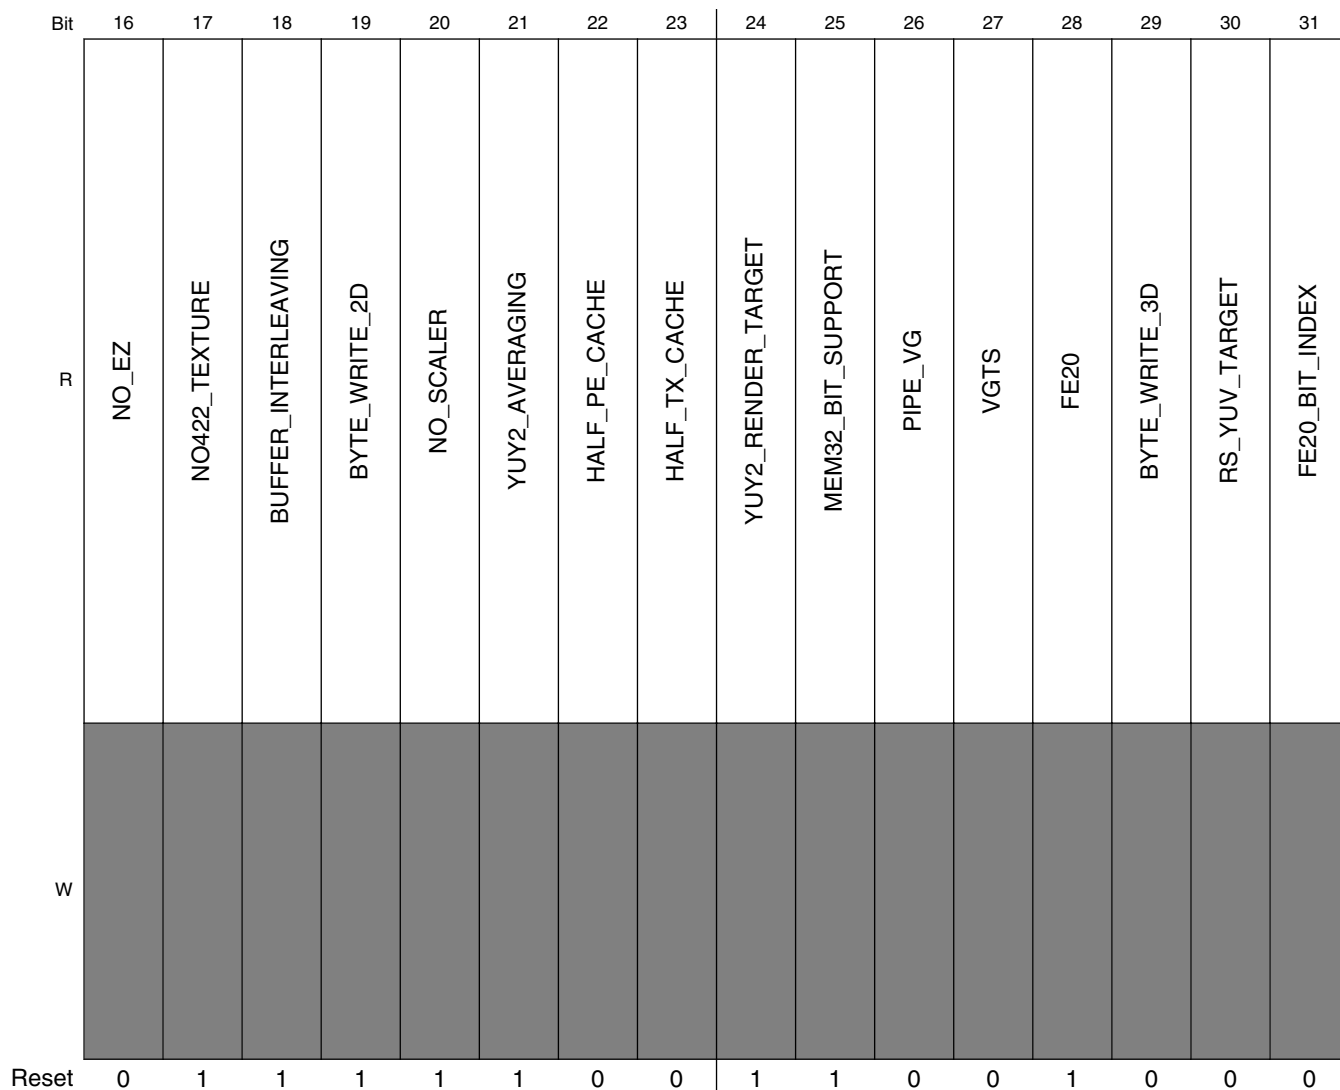 Bit 16 17 18 19 20 21 22 23 24 25 26 27 28 29 30 31
R NO_EZ NO422_TEXTURE BUFFER_INTERLEAVING BYTE_WRITE_2D NO_SCALER YUY2_AVERAGING HALF_PE_CACHE HALF_TX_CACHE YUY2_RENDER_TARGET MEM32_BIT_SUPPORT PIPE_VG VGTS FE20 BYTE_WRITE_3D RS_YUV_TARGET FE20_BIT_INDEX
W
Reset 0 1 1 1 1 1 0 0 1 1 0 0 1 0 0 0